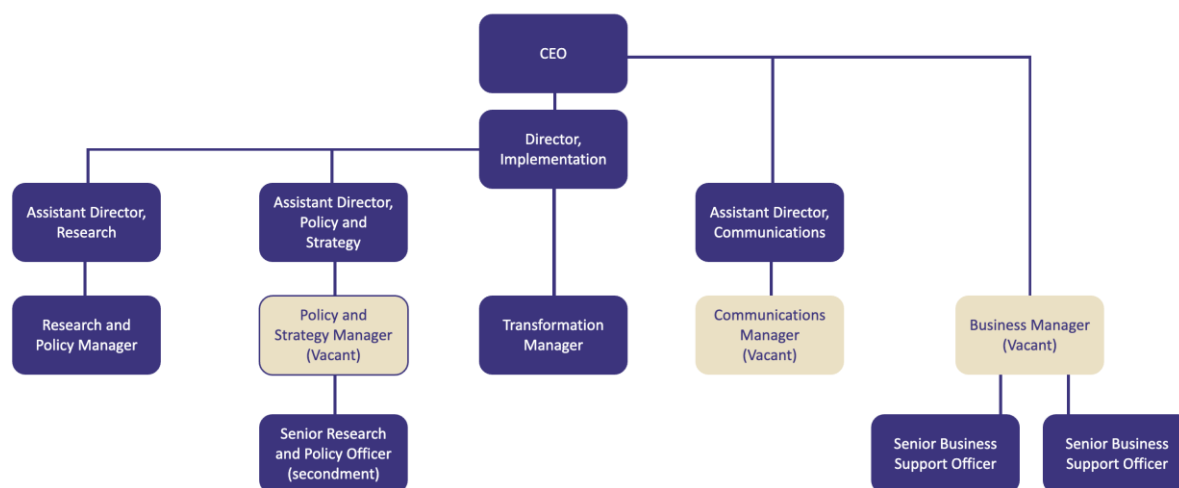 CEO
Director,
Implementation
Assistant Director,
Research
Assistant Director,
Policy and
Strategy
Assistant Director,
Communications
Research and
Policy Manager
Policy and
Strategy Manager
(Vacant)
Transformation
Manager
Communications
Manager
(Vacant)
Business Manager
(Vacant)
Senior Research
and Policy Officer
(secondment)
Senior Business
Support Officer
Senior Business
Support Officer